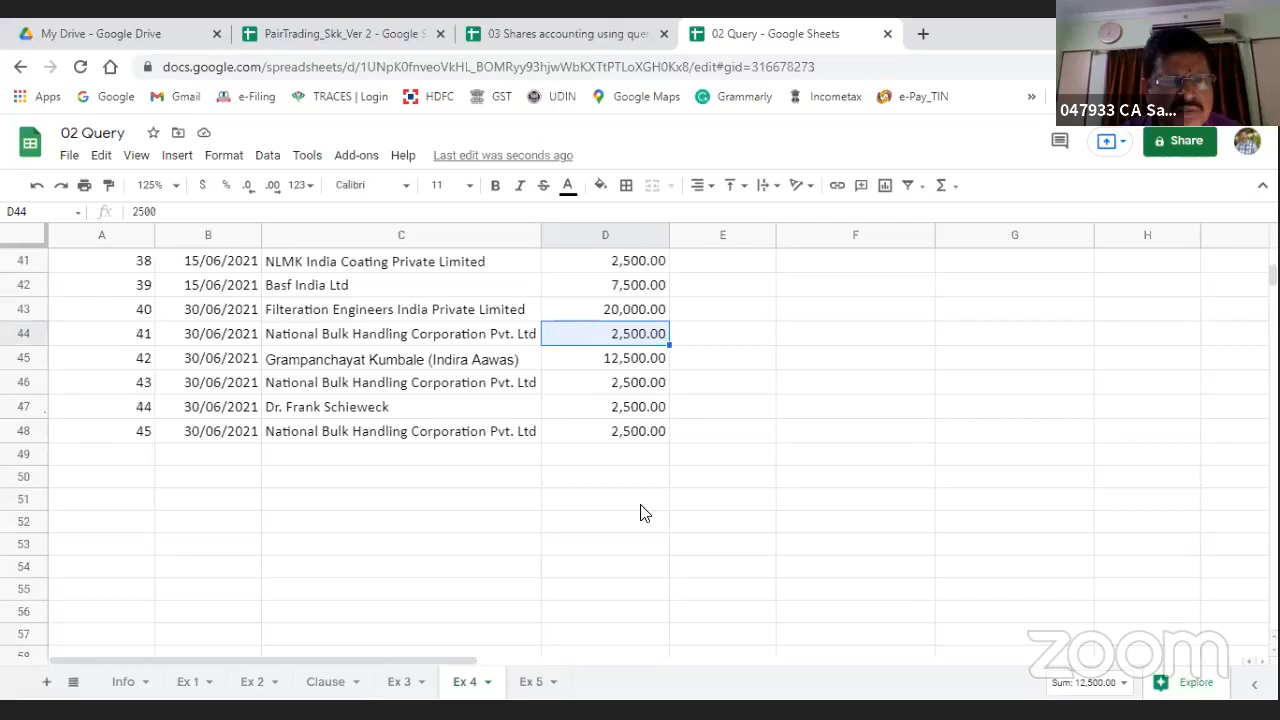 My Drive - Google Drive
PairTrading_Skk_Ver 2 - Google S
03 Shares accounting using quer
02 Query - Google Sheets
docs.google.com/spreadsheets/d/1UNpK0fnveoVkHL_BOMRyy93hjwWbKXTtPTLoXGH0Kx8/edit#gid=316678273
Apps Google Gmail e-Filing TRACES | Login HDFC GST UDIN Google Maps Grammarly Incometax e-Pay_TIN »
047933 CA Sa...
02 Query
File Edit View Insert Format Data Tools Add-ons Help Last edit was seconds ago
Share
125% $ % .0 .00 123 Calibri 11 B I S A
D44 fx 2500
A B C D E F G H
41 38 15/06/2021 NLMK India Coating Private Limited 2,500.00
42 39 15/06/2021 Basf India Ltd 7,500.00
43 40 30/06/2021 Filteration Engineers India Private Limited 20,000.00
44 41 30/06/2021 National Bulk Handling Corporation Pvt. Ltd 2,500.00
45 42 30/06/2021 Grampanchayat Kumbale (Indira Aawas) 12,500.00
46 43 30/06/2021 National Bulk Handling Corporation Pvt. Ltd 2,500.00
47 44 30/06/2021 Dr. Frank Schieweck 2,500.00
48 45 30/06/2021 National Bulk Handling Corporation Pvt. Ltd 2,500.00
49
50
51
52
53
54
55
56
57
58
zoom
Info Ex 1 Ex 2 Clause Ex 3 Ex 4 Ex 5 Sum: 12,500.00 Explore